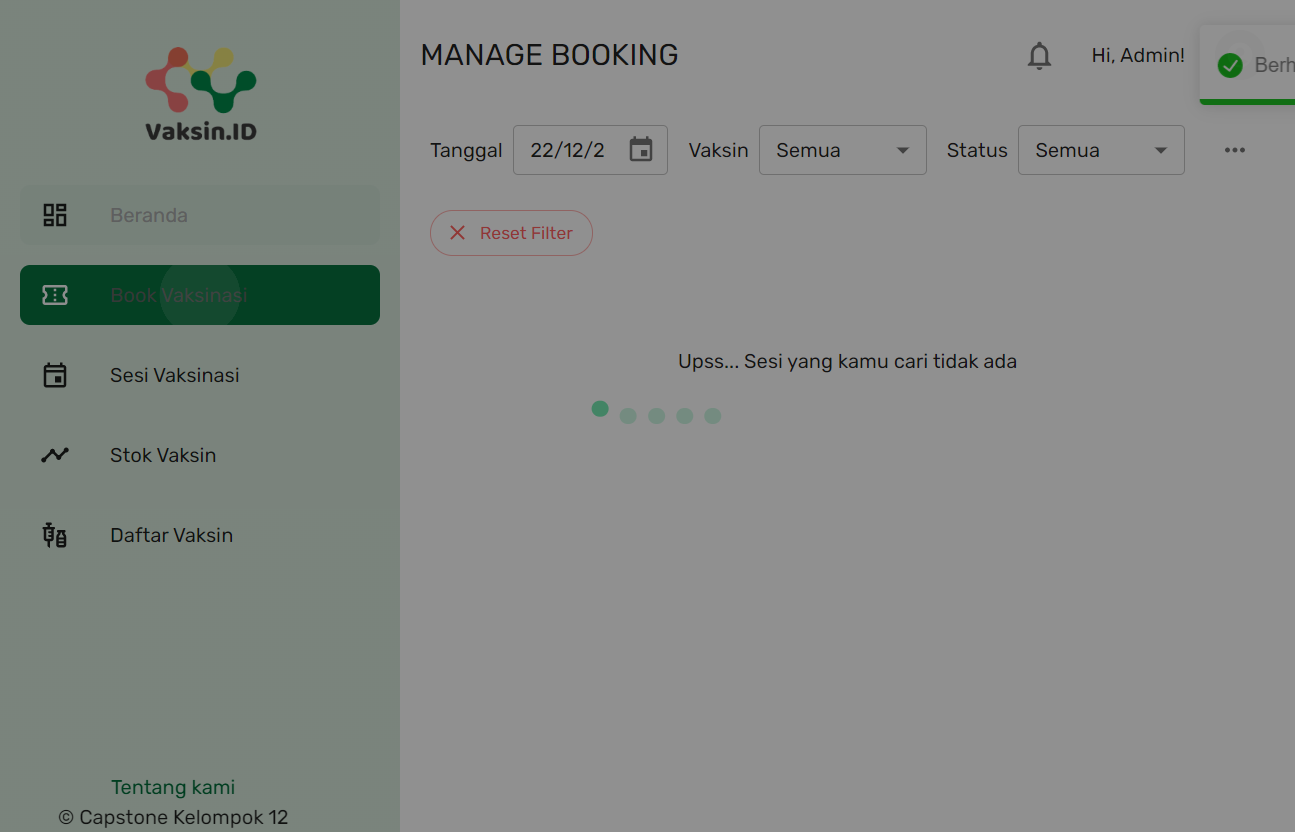 Vaksin.ID
Beranda
Book Vaksinasi
Sesi Vaksinasi
Stok Vaksin
Daftar Vaksin
Tentang kami
© Capstone Kelompok 12
MANAGE BOOKING
Hi, Admin!
Berh
Tanggal 22/12/2 Vaksin Semua Status Semua
Reset Filter
Upss... Sesi yang kamu cari tidak ada